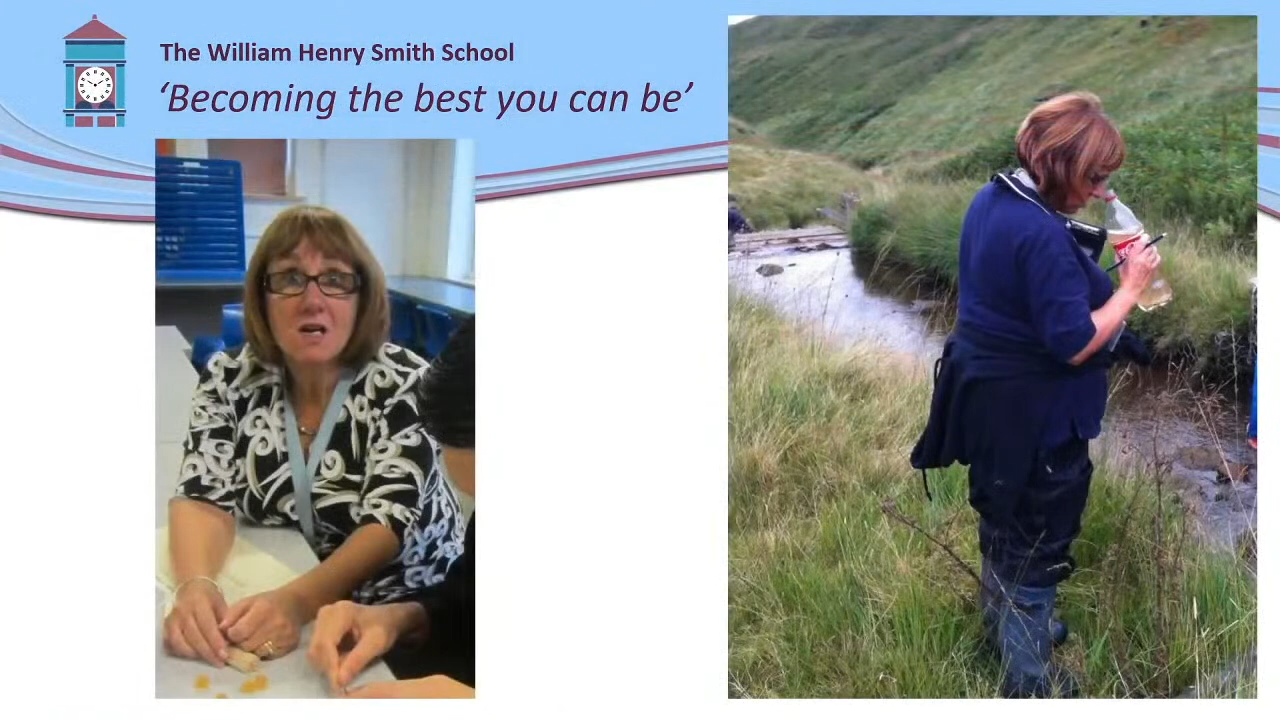 The William Henry Smith School
‘Becoming the best you can be’